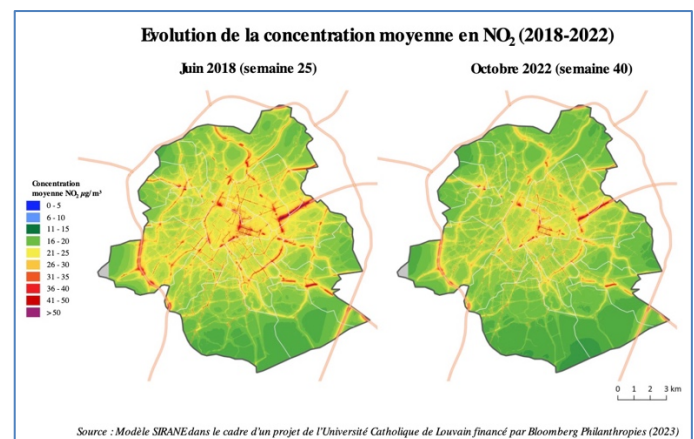 Evolution de la concentration moyenne en NO₂ (2018-2022)
Juin 2018 (semaine 25)
Octobre 2022 (semaine 40)
Concentration
moyenne NO₂ µg/m³
0 - 5
6 - 10
11 - 15
16 - 20
21 - 25
26 - 30
31 - 35
36 - 40
41 - 50
> 50
0 1 2 3 km
Source : Modèle SIRANE dans le cadre d'un projet de l'Université Catholique de Louvain financé par Bloomberg Philanthropies (2023)